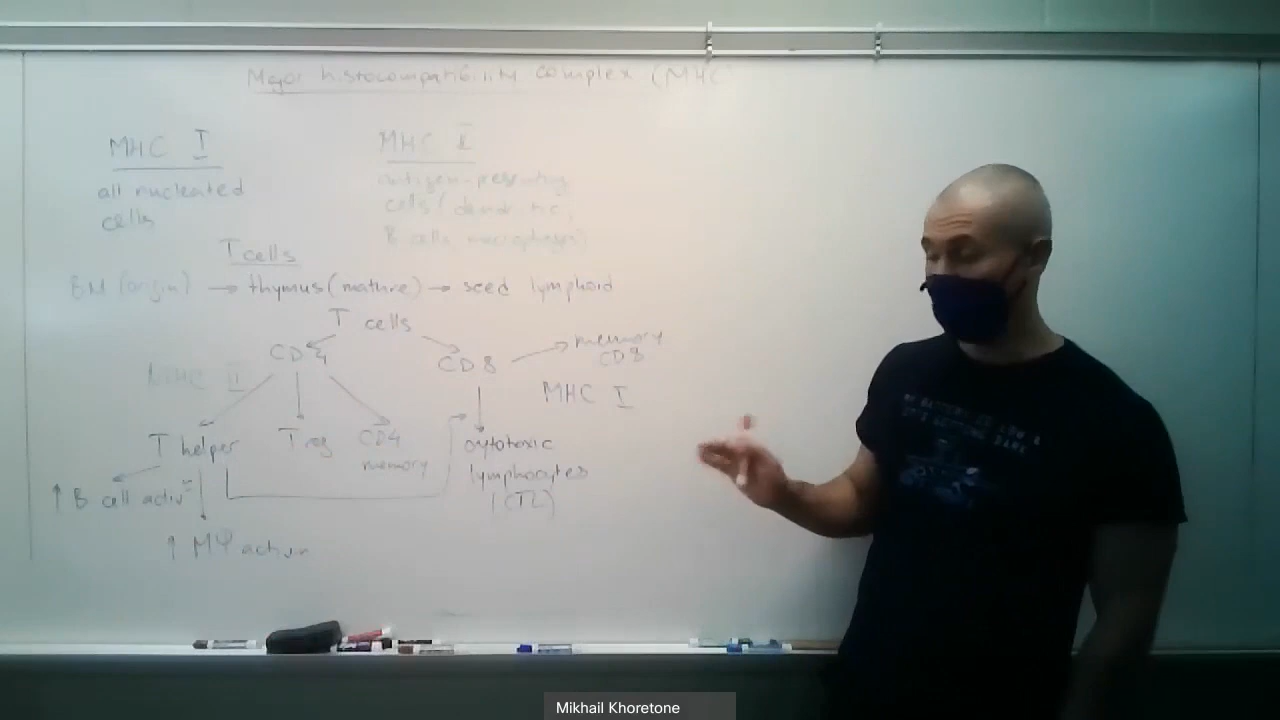 Major histocompatibility complex (MHC
MHC I
all nucleated
cells
MHC II
antigen-presenting
cells (dendritic,
B cells, macrophages)
T cells
BM (origin) → thymus (mature) → seed lymphoid
T cells
CD4
CD8
memory
CD8
MHC II
MHC I
T helper
T reg
CD4
memory
cytotoxic
lymphocytes
(CTL)
↑ B cell activ
↑ MΨ activ
Mikhail Khoretone